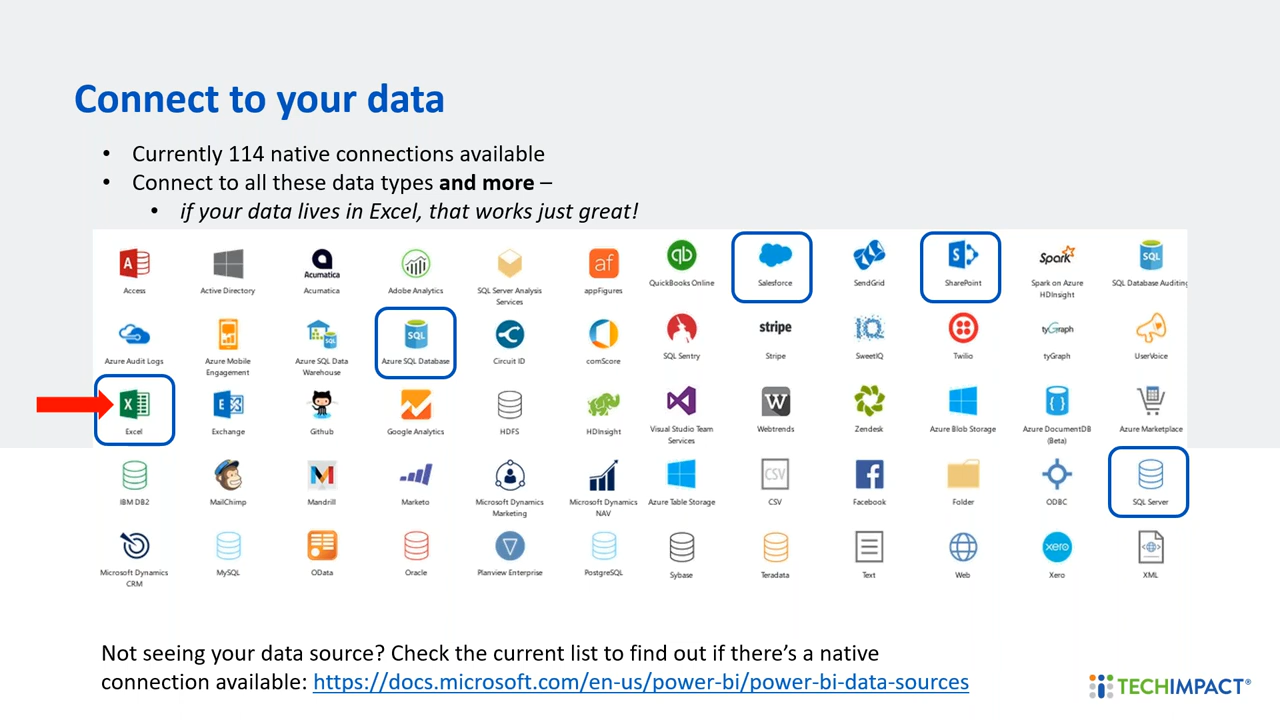 Connect to your data
• Currently 114 native connections available
• Connect to all these data types and more –
• if your data lives in Excel, that works just great!
Access
Active Directory
Acumatica
Acumatica
Adobe Analytics
SQL Server Analysis
Services
af
appFigures
qb
QuickBooks Online
Salesforce
SendGrid
S
SharePoint
Spark
Spark on Azure
HDInsight
SQL
SQL Database Auditing
Azure Audit Logs
Azure Mobile
Engagement
SQL
Azure SQL Data
Warehouse
SQL
Azure SQL Database
Circuit ID
comScore
SQL Sentry
stripe
Stripe
IQ
SweetIQ
Twilio
tyGraph
tyGraph
UserVoice
X
Excel
E
Exchange
Github
Google Analytics
HDFS
HDInsight
Visual Studio Team
Services
W
Webtrends
Zendesk
Azure Blob Storage
Azure DocumentDB
(Beta)
Azure Marketplace
IBM DB2
MailChimp
M
Mandrill
Marketo
Microsoft Dynamics
Marketing
Microsoft Dynamics
NAV
Azure Table Storage
CSV
CSV
f
Facebook
Folder
ODBC
SQL Server
Microsoft Dynamics
CRM
MySQL
OData
Oracle
Planview Enterprise
PostgreSQL
Sybase
Teradata
Text
Web
xero
Xero
XML
Not seeing your data source? Check the current list to find out if there's a native
connection available: https://docs.microsoft.com/en-us/power-bi/power-bi-data-sources
TECHIMPACT®